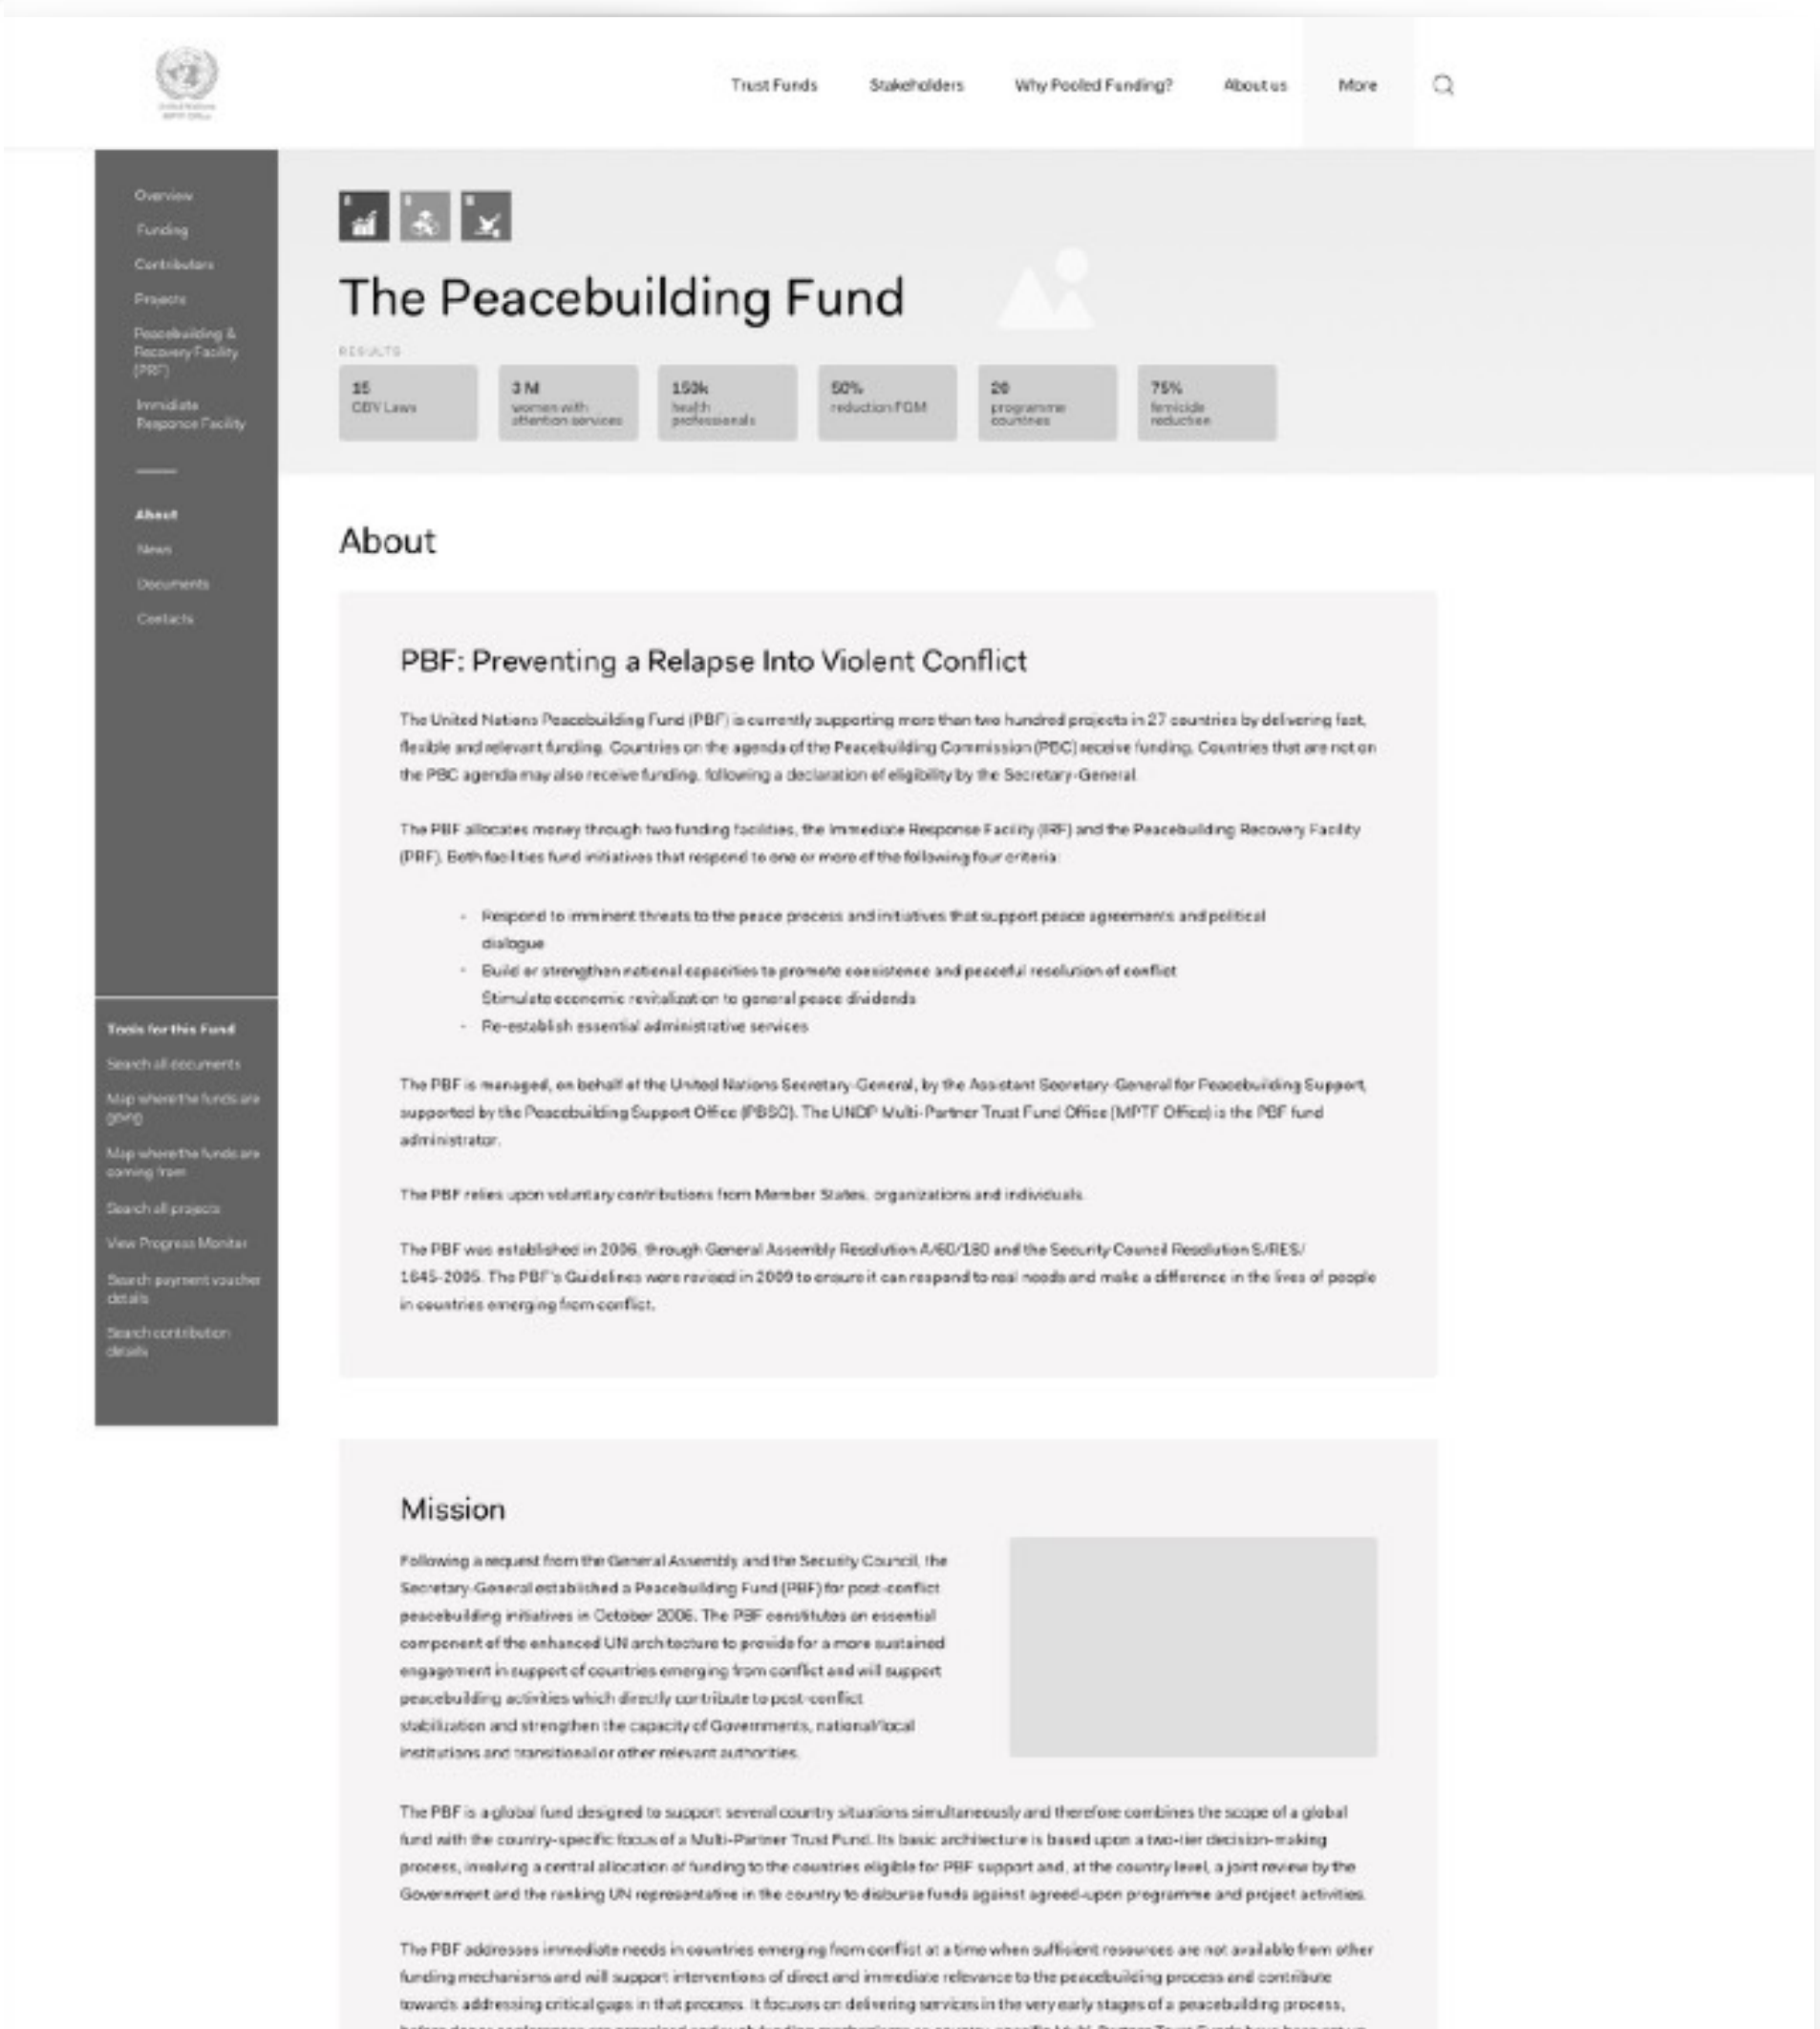 Trust Funds
Stakeholders
Why Pooled Funding?
About us
More
Overview
Funding
Contributors
Projects
Peacebuilding &
Recovery Facility
(PRF)
Immidiate
Responce Facility
About
News
Documents
Contacts
Tools for this Fund
Search all documents
Map where the funds are
going
Map where the funds are
coming from
Search all projects
View Progress Monitor
Search payment voucher
details
Search contribution
details
The Peacebuilding Fund
RESULTS
15
GBV Laws
3 M
women with
attention services
150k
health
professionals
50%
reduction FGM
20
programme
countries
75%
femicide
reduction
About
PBF: Preventing a Relapse Into Violent Conflict
The United Nations Peacebuilding Fund (PBF) is currently supporting more than two hundred projects in 27 countries by delivering fast,
flexible and relevant funding. Countries on the agenda of the Peacebuilding Commission (PBC) receive funding. Countries that are not on
the PBC agenda may also receive funding, following a declaration of eligibility by the Secretary-General.
The PBF allocates money through two funding facilities, the Immediate Response Facility (IRF) and the Peacebuilding Recovery Facility
(PRF). Both facilities fund initiatives that respond to one or more of the following four criteria:
- Respond to imminent threats to the peace process and initiatives that support peace agreements and political
dialogue
- Build or strengthen national capacities to promote coexistence and peaceful resolution of conflict
Stimulate economic revitalization to general peace dividends
- Re-establish essential administrative services
The PBF is managed, on behalf of the United Nations Secretary-General, by the Assistant Secretary-General for Peacebuilding Support,
supported by the Peacebuilding Support Office (PBSO). The UNDP Multi-Partner Trust Fund Office (MPTF Office) is the PBF fund
administrator.
The PBF relies upon voluntary contributions from Member States, organizations and individuals.
The PBF was established in 2006, through General Assembly Resolution A/60/180 and the Security Council Resolution S/RES/
1645-2005. The PBF's Guidelines were revised in 2009 to ensure it can respond to real needs and make a difference in the lives of people
in countries emerging from conflict.
Mission
Following a request from the General Assembly and the Security Council, the
Secretary-General established a Peacebuilding Fund (PBF) for post-conflict
peacebuilding initiatives in October 2006. The PBF constitutes an essential
component of the enhanced UN architecture to provide for a more sustained
engagement in support of countries emerging from conflict and will support
peacebuilding activities which directly contribute to post-conflict
stabilization and strengthen the capacity of Governments, national/local
institutions and transitional or other relevant authorities.
The PBF is a global fund designed to support several country situations simultaneously and therefore combines the scope of a global
fund with the country-specific focus of a Multi-Partner Trust Fund. Its basic architecture is based upon a two-tier decision-making
process, involving a central allocation of funding to the countries eligible for PBF support and, at the country level, a joint review by the
Government and the ranking UN representative in the country to disburse funds against agreed-upon programme and project activities.
The PBF addresses immediate needs in countries emerging from conflict at a time when sufficient resources are not available from other
funding mechanisms and will support interventions of direct and immediate relevance to the peacebuilding process and contribute
towards addressing critical gaps in that process. It focuses on delivering services in the very early stages of a peacebuilding process,